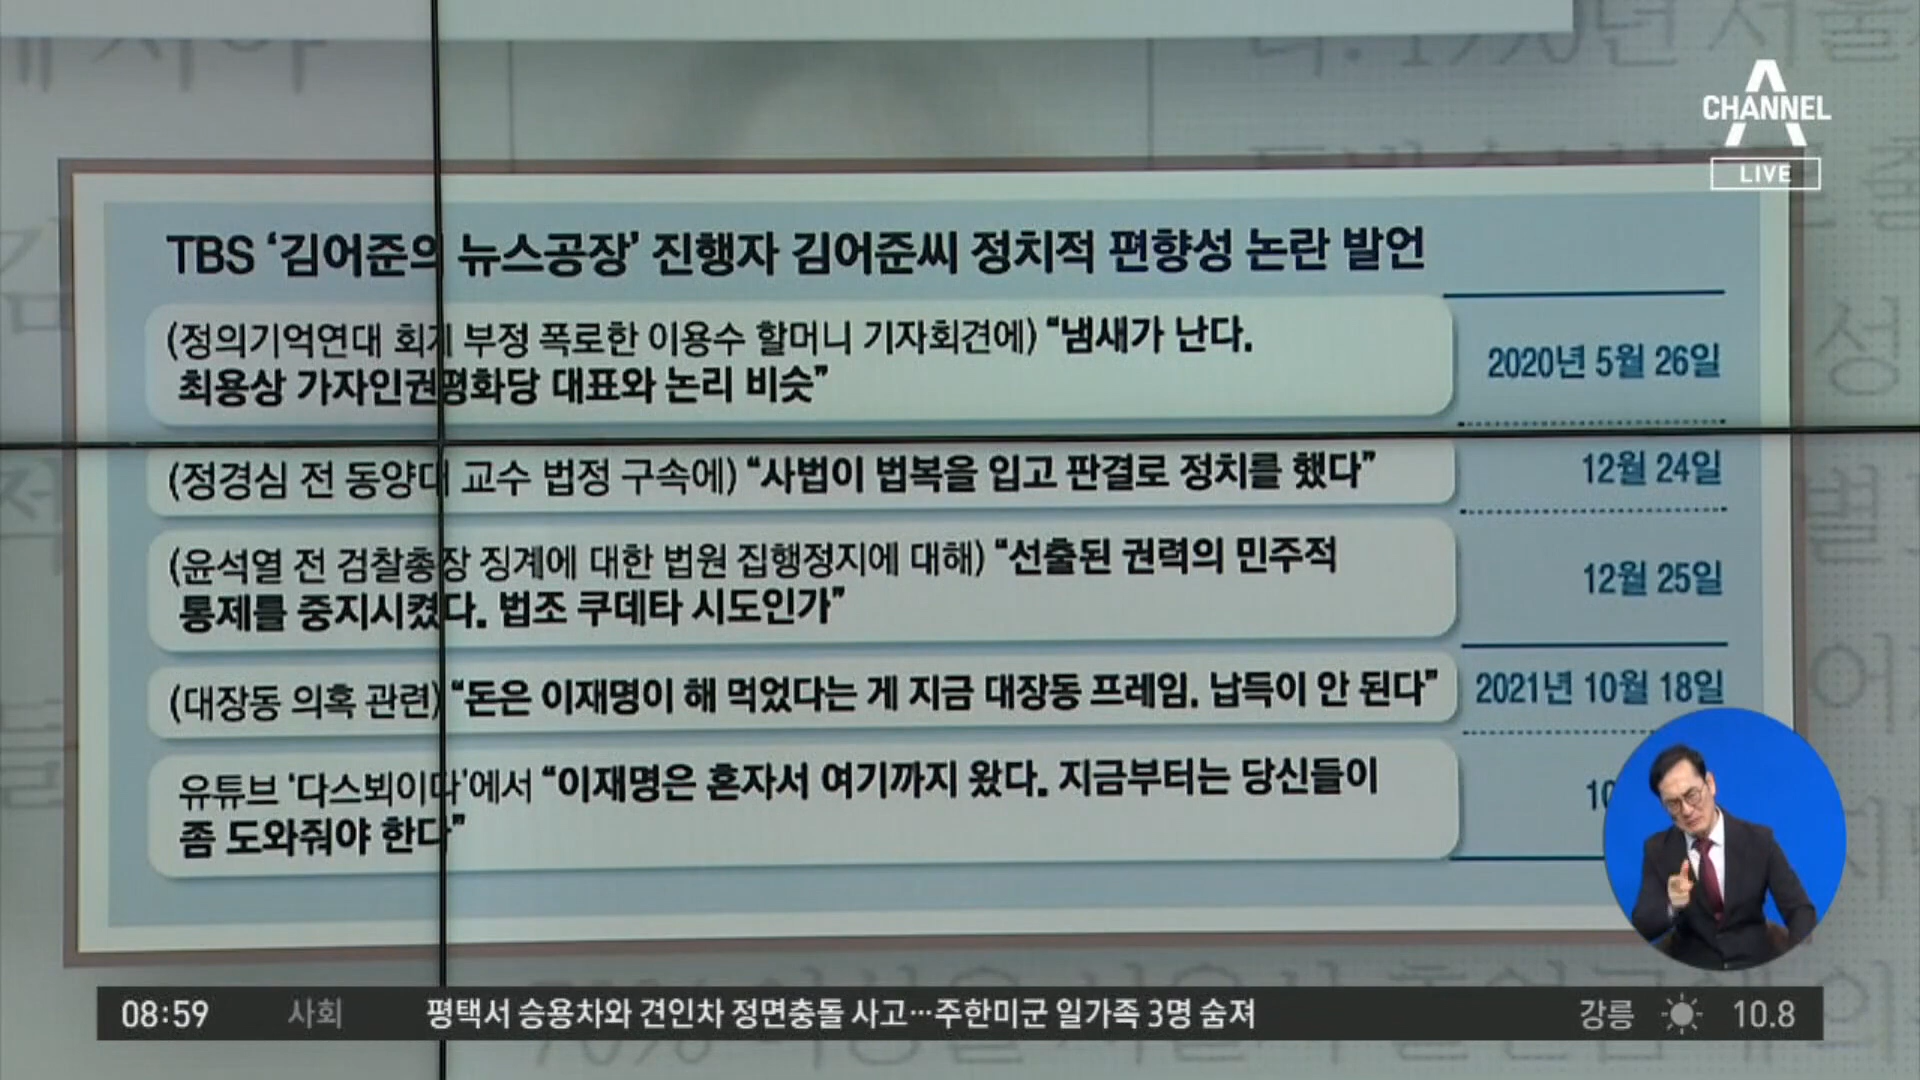 CHANNEL A
LIVE
TBS ‘김어준의 뉴스공장’ 진행자 김어준씨 정치적 편향성 논란 발언
(정의기억연대 회계 부정 폭로한 이용수 할머니 기자회견에) “냄새가 난다.
최용상 가자인권평화당 대표와 논리 비슷”
2020년 5월 26일
(정경심 전 동양대 교수 법정 구속에) “사법이 법복을 입고 판결로 정치를 했다”
12월 24일
(윤석열 전 검찰총장 징계에 대한 법원 집행정지에 대해) “선출된 권력의 민주적
통제를 중지시켰다. 법조 쿠데타 시도인가”
12월 25일
(대장동 의혹 관련) “돈은 이재명이 해 먹었다는 게 지금 대장동 프레임. 납득이 안 된다”
2021년 10월 18일
유튜브 ‘다스뵈이다’에서 “이재명은 혼자서 여기까지 왔다. 지금부터는 당신들이
좀 도와줘야 한다”
08:59 사회 평택서 승용차와 견인차 정면충돌 사고…주한미군 일가족 3명 숨져 강릉 10.8